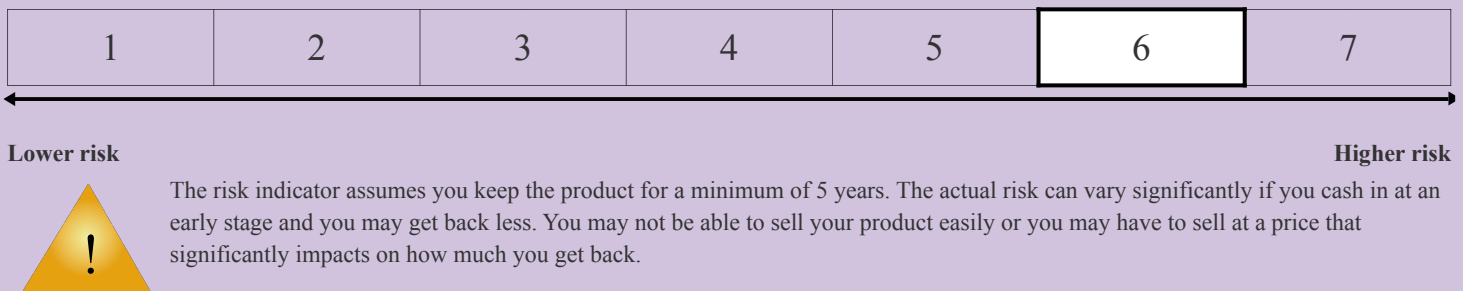 1 2 3 4 5 6 7
Lower risk Higher risk
The risk indicator assumes you keep the product for a minimum of 5 years. The actual risk can vary significantly if you cash in at an
early stage and you may get back less. You may not be able to sell your product easily or you may have to sell at a price that
! significantly impacts on how much you get back.